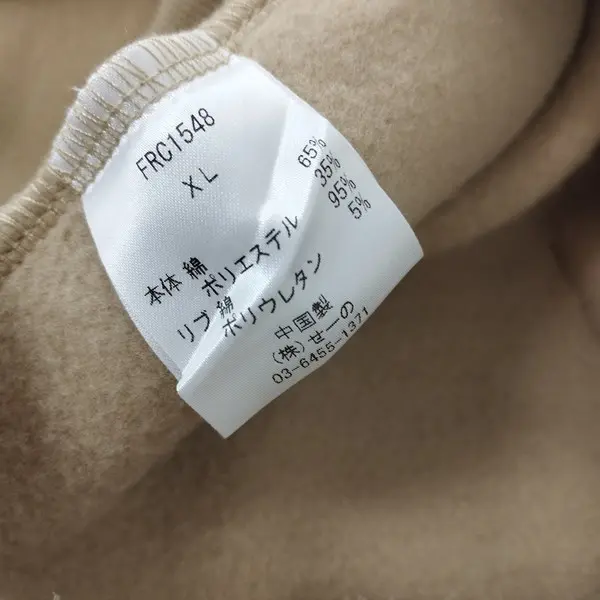 FRC1548
XL
本体 綿 65%
ポリエステル 35%
リブ 綿 95%
ポリウレタン 5%
中国製
(株)せーの
03-6455-1371